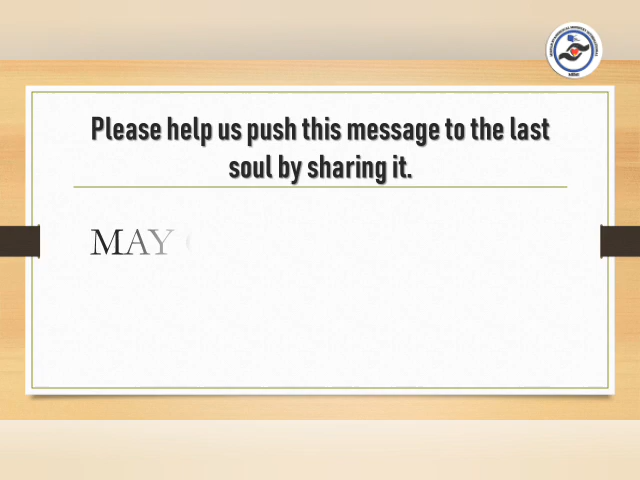 Please help us push this message to the last
soul by sharing it.
MAY